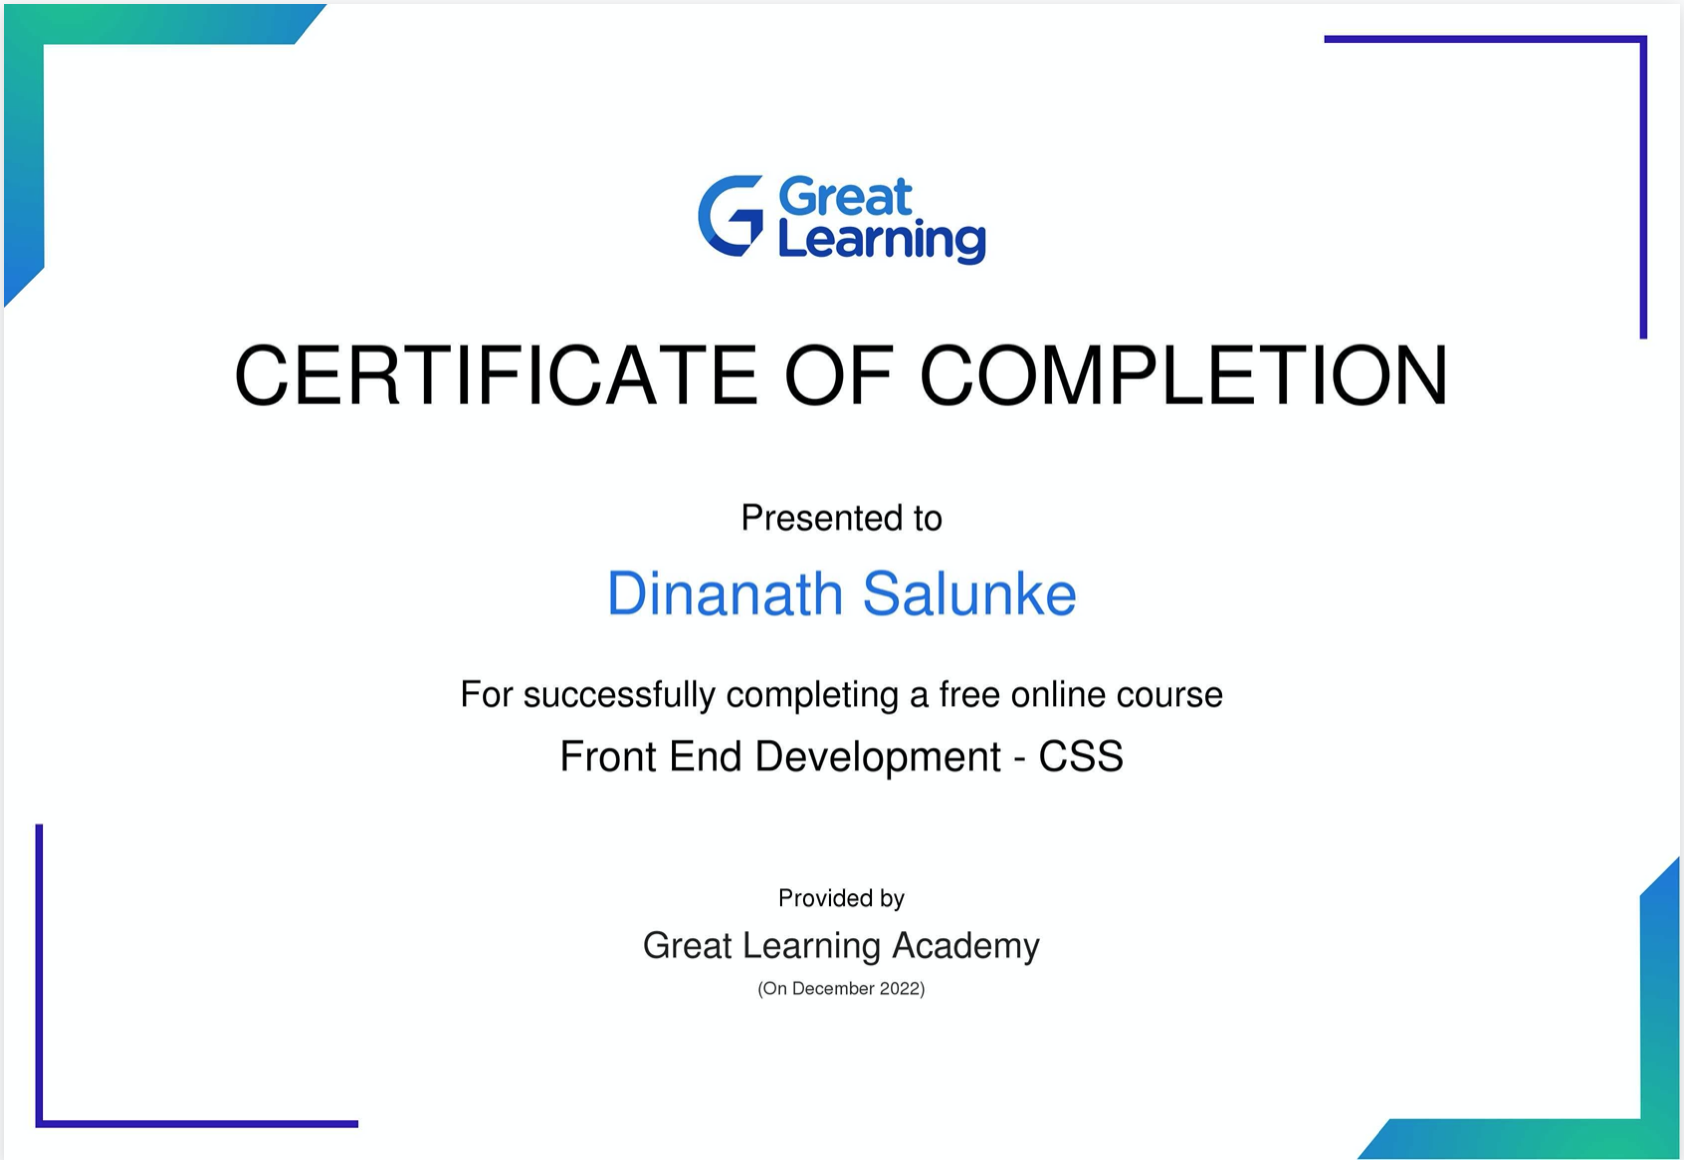 Great
Learning
CERTIFICATE OF COMPLETION
Presented to
Dinanath Salunke
For successfully completing a free online course
Front End Development - CSS
Provided by
Great Learning Academy
(On December 2022)